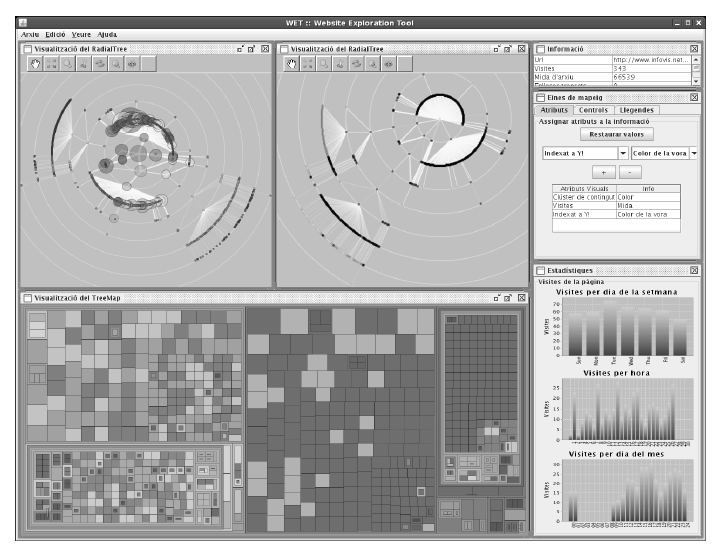 WET :: Website Exploration Tool
Arxiu Edició Veure Ajuda
Visualització del RadialTree
Visualització del RadialTree
Informació
Url http://www.infovis.net...
Visites 343
Mida d'arxiu 66539
Eines de mapeig
Atributs Controls Llegendes
Assignar atributs a la informació
Restaurar valors
Indexat a Y! Color de la vora
+ -
Atributs Visuals Info
Clúster de contingut Color
Visites Mida
Indexat a Y! Color de la vora
Visualització del TreeMap
Estadístiques
Visites de la pàgina
Visites per dia de la setmana
Visites
70
60
50
40
30
20
10
0
Sun Mon Tue Wed Thu Fri Sat
Visites per hora
Visites
25
20
15
10
5
0
Visites per dia del mes
Visites
30
25
20
15
10
5
0